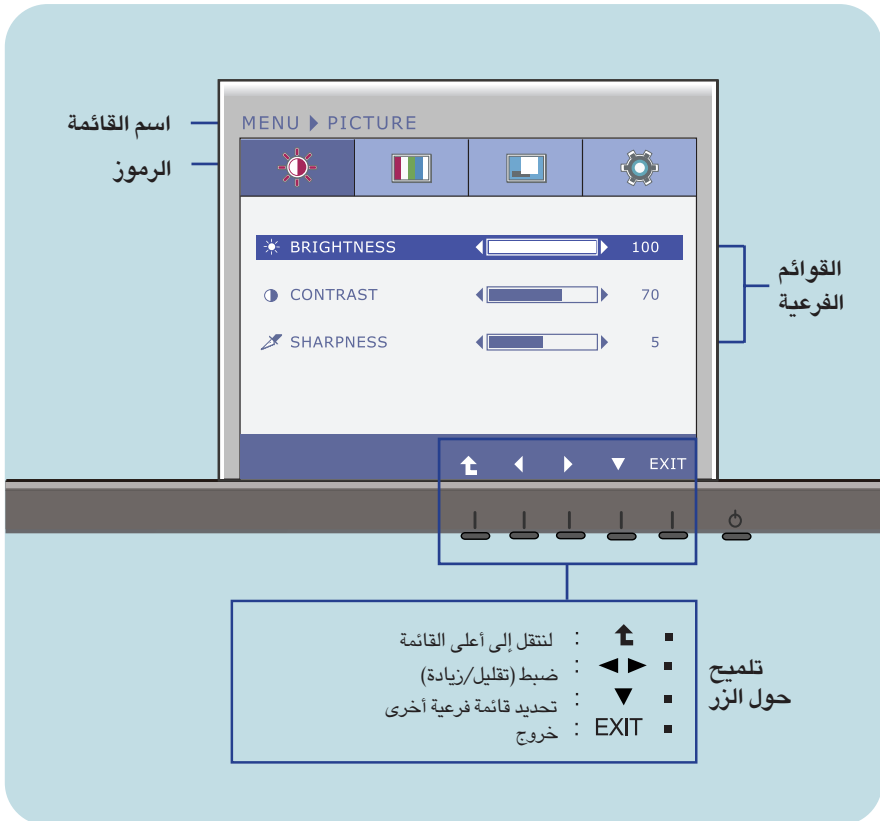 MENU PICTURE
اسم القائمة
الرموز
BRIGHTNESS 100
CONTRAST 70
SHARPNESS 5
القوائم
الفرعية
EXIT
تلميح
حول الزر
: لنتقل إلى أعلى القائمة
: ضبط (تقليل/زيادة)
: تحديد قائمة فرعية أخرى
EXIT : خروج